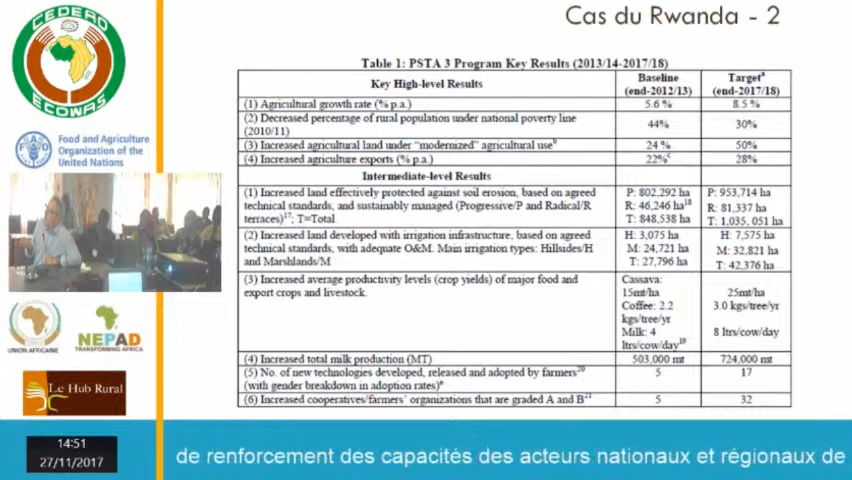 Cas du Rwanda - 2
CEDEAO
ECOWAS
Food and Agriculture
Organization of the
United Nations
UNION AFRICAINE
NEPAD
TRANSFORMING AFRICA
Le Hub Rural
14:51
27/11/2017
Table 1: PSTA 3 Program Key Results (2013/14-2017/18)
Key High-level Results
Baseline
(end-2012/13)
Targetᵃ
(end-2017/18)
(1) Agricultural growth rate (% p.a.)
5.6 %
8.5 %
(2) Decreased percentage of rural population under national poverty line
(2010/11)
44%
30%
(3) Increased agricultural land under “modernized” agricultural useᵇ
24 %
50%
(4) Increased agriculture exports (% p.a.)
22%ᶜ
28%
Intermediate-level Results
(1) Increased land effectively protected against soil erosion, based on agreed
technical standards, and sustainably managed (Progressive/P and Radical/R
terraces)¹⁷; T=Total
P: 802,292 ha
R: 46,246 ha¹⁸
T: 848,538 ha
P: 953,714 ha
R: 81,337 ha
T: 1,035, 051 ha
(2) Increased land developed with irrigation infrastructure, based on agreed
technical standards, with adequate O&M. Main irrigation types: Hillsides/H
and Marshlands/M
H: 3,075 ha
M: 24,721 ha
T: 27,796 ha
H: 7,575 ha
M: 32,821 ha
T: 42,376 ha
(3) Increased average productivity levels (crop yields) of major food and
export crops and livestock.
Cassava:
15mt/ha
Coffee: 2.2
kgs/tree/yr
Milk: 4
ltrs/cow/day¹⁹
25mt/ha
3.0 kgs/tree/yr
8 ltrs/cow/day
(4) Increased total milk production (MT)
503,000 mt
724,000 mt
(5) No. of new technologies developed, released and adopted by farmers²⁰
(with gender breakdown in adoption rates)ᵉ
5
17
(6) Increased cooperatives/farmers’ organizations that are graded A and B²¹
5
32
de renforcement des capacités des acteurs nationaux et régionaux de